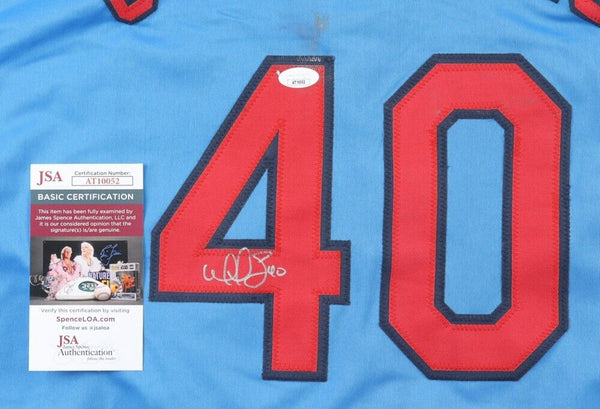 40
JSA
Certification Number:
AT10052
BASIC CERTIFICATION
This item has been fully examined by
James Spence Authentication, LLC and
it is our considered opinion that the
signature(s) is/are genuine.
Verify this certification by visiting
SpenceLOA.com
Follow us @jsaloa
JSA
James Spence
Authentication